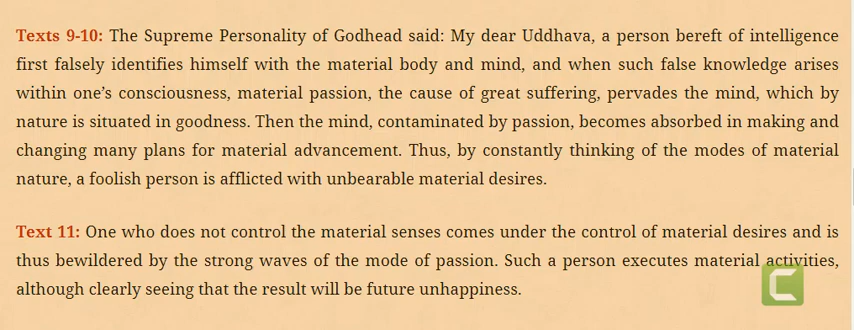 Texts 9-10: The Supreme Personality of Godhead said: My dear Uddhava, a person bereft of intelligence
first falsely identifies himself with the material body and mind, and when such false knowledge arises
within one’s consciousness, material passion, the cause of great suffering, pervades the mind, which by
nature is situated in goodness. Then the mind, contaminated by passion, becomes absorbed in making and
changing many plans for material advancement. Thus, by constantly thinking of the modes of material
nature, a foolish person is afflicted with unbearable material desires.
Text 11: One who does not control the material senses comes under the control of material desires and is
thus bewildered by the strong waves of the mode of passion. Such a person executes material activities,
although clearly seeing that the result will be future unhappiness.